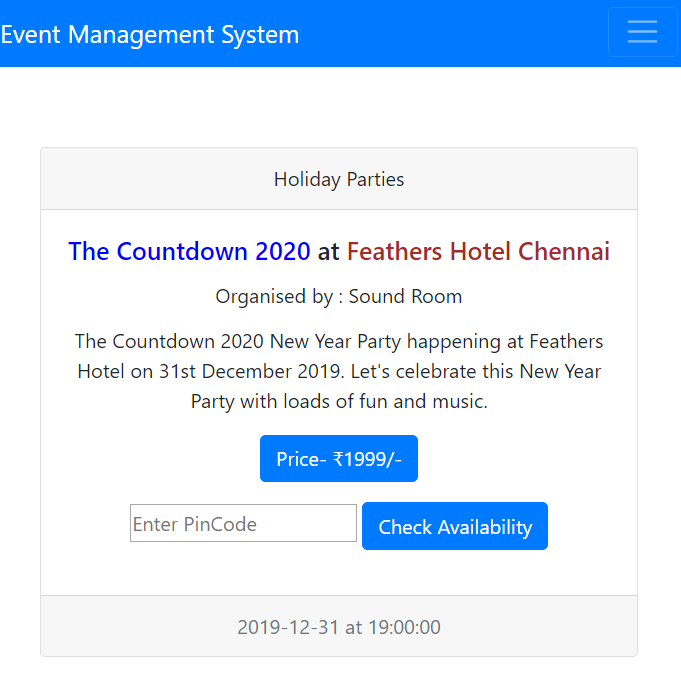 Event Management System
Holiday Parties
The Countdown 2020 at Feathers Hotel Chennai
Organised by : Sound Room
The Countdown 2020 New Year Party happening at Feathers
Hotel on 31st December 2019. Let's celebrate this New Year
Party with loads of fun and music.
Price- ₹1999/-
Enter PinCode Check Availability
2019-12-31 at 19:00:00